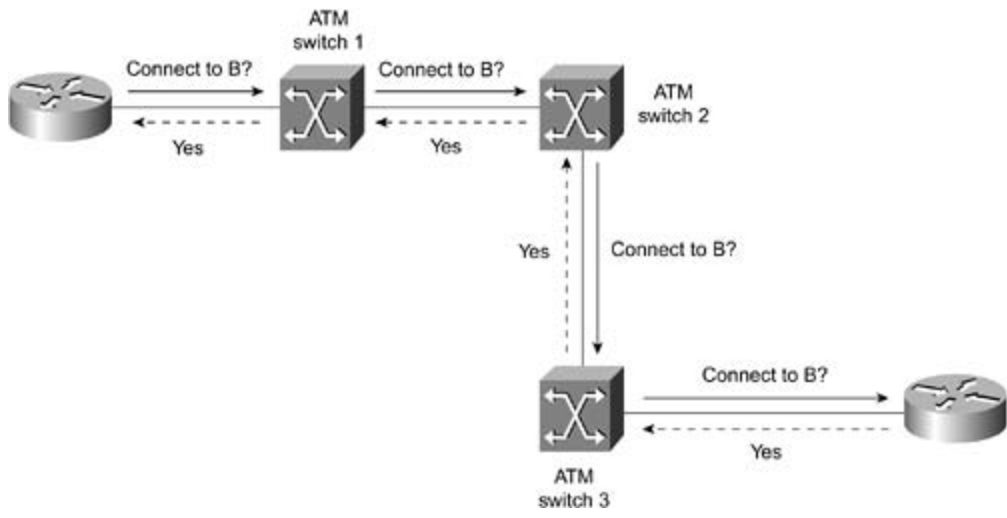 ATM
switch 1
Connect to B?
Connect to B?
ATM
switch 2
Yes
Yes
Yes
Connect to B?
Connect to B?
Yes
ATM
switch 3